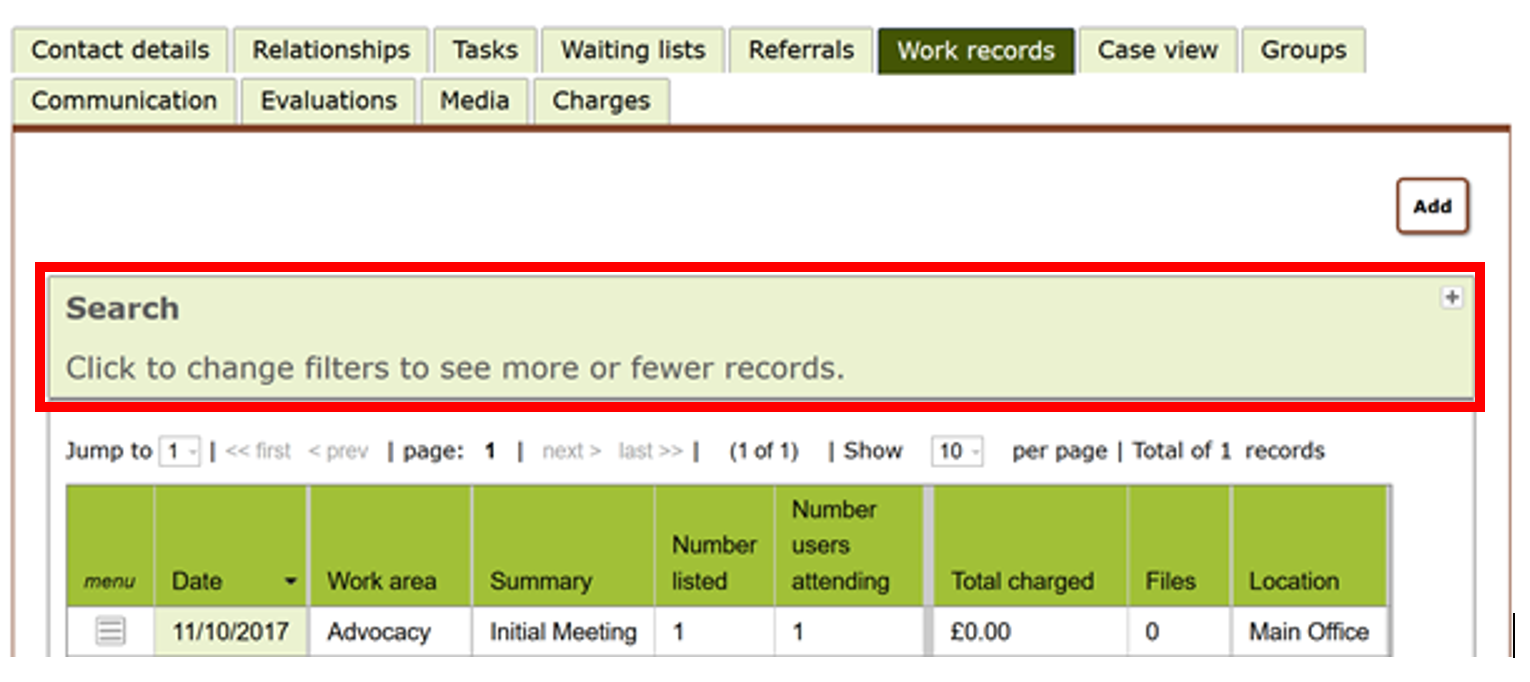 Contact details Relationships Tasks Waiting lists Referrals Work records Case view Groups
Communication Evaluations Media Charges
Add
Search
Click to change filters to see more or fewer records.
Jump to 1 | << first < prev | page: 1 | next > last >> | (1 of 1) | Show 10 per page | Total of 1 records
menu Date Work area Summary Number listed Number users attending Total charged Files Location
11/10/2017 Advocacy Initial Meeting 1 1 £0.00 0 Main Office